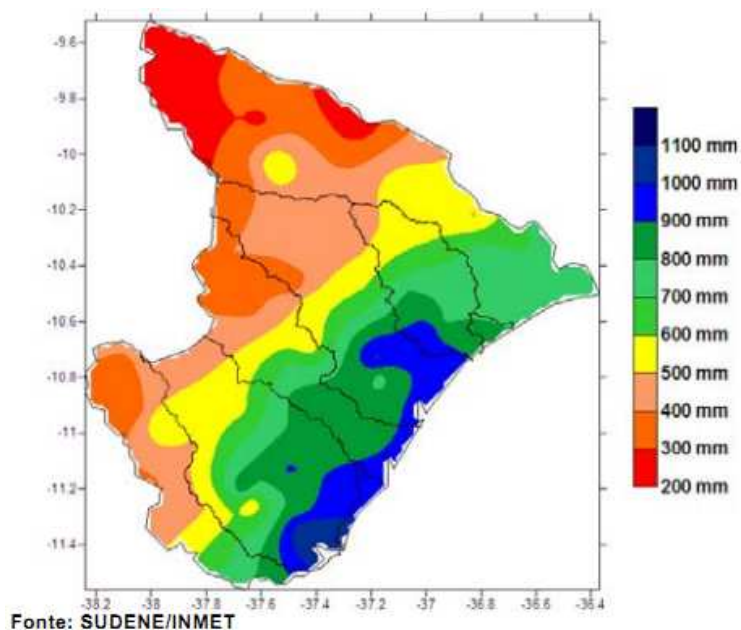 -9.6
-9.8
-10
-10.2
-10.4
-10.6
-10.8
-11
-11.2
-11.4
-38.2 -38 -37.8 -37.6 -37.4 -37.2 -37 -36.8 -36.6 -36.4
1100 mm
1000 mm
900 mm
800 mm
700 mm
600 mm
500 mm
400 mm
300 mm
200 mm
Fonte: SUDENE/INMET